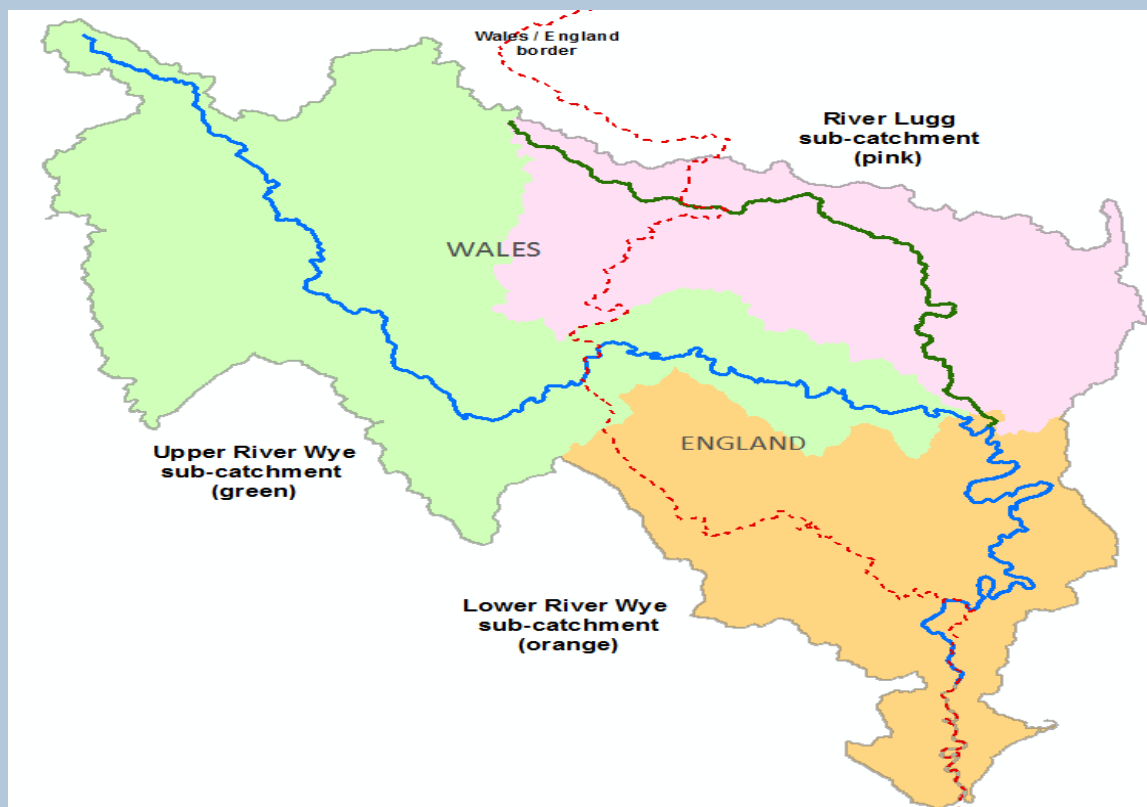 Wales / England
border
River Lugg
sub-catchment
(pink)
WALES
ENGLAND
Upper River Wye
sub-catchment
(green)
Lower River Wye
sub-catchment
(orange)